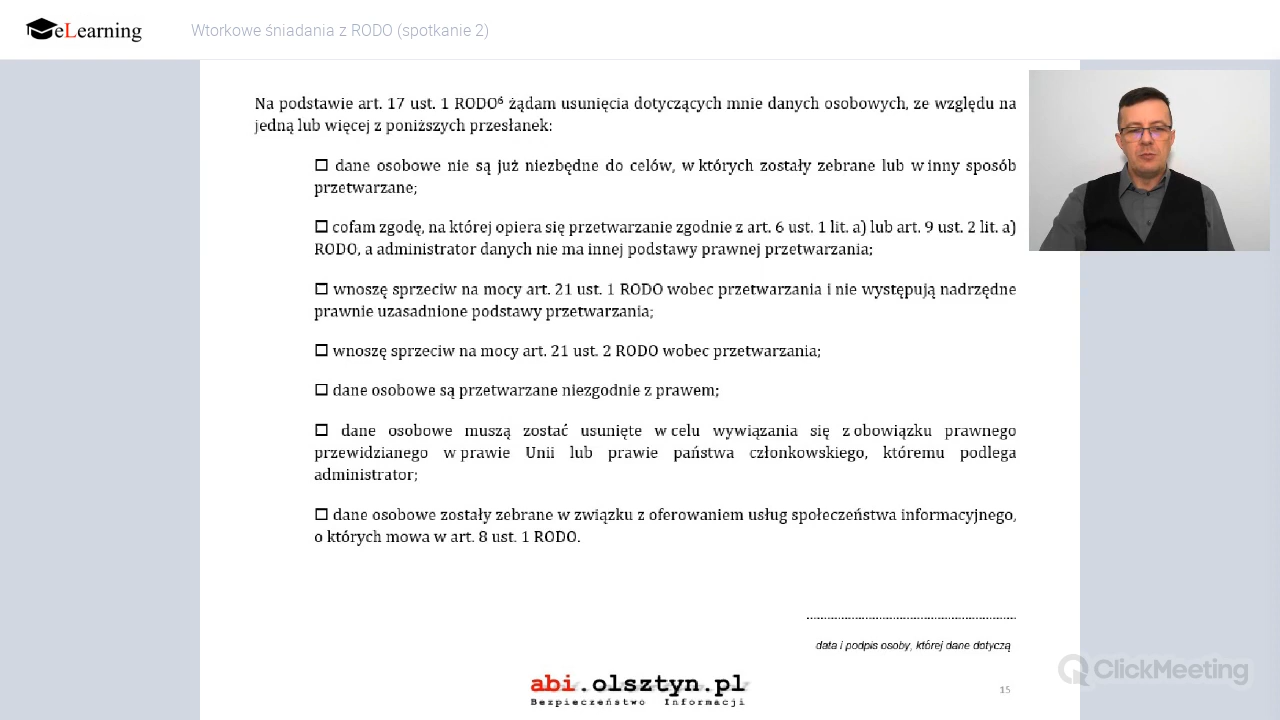 eLearning
Wtorkowe śniadania z RODO (spotkanie 2)
Na podstawie art. 17 ust. 1 RODO⁶ żądam usunięcia dotyczących mnie danych osobowych, ze względu na
jedną lub więcej z poniższych przesłanek:
☐ dane osobowe nie są już niezbędne do celów, w których zostały zebrane lub w inny sposób
przetwarzane;
☐ cofam zgodę, na której opiera się przetwarzanie zgodnie z art. 6 ust. 1 lit. a) lub art. 9 ust. 2 lit. a)
RODO, a administrator danych nie ma innej podstawy prawnej przetwarzania;
☐ wnoszę sprzeciw na mocy art. 21 ust. 1 RODO wobec przetwarzania i nie występują nadrzędne
prawnie uzasadnione podstawy przetwarzania;
☐ wnoszę sprzeciw na mocy art. 21 ust. 2 RODO wobec przetwarzania;
☐ dane osobowe są przetwarzane niezgodnie z prawem;
☐ dane osobowe muszą zostać usunięte w celu wywiązania się z obowiązku prawnego
przewidzianego w prawie Unii lub prawie państwa członkowskiego, któremu podlega
administrator;
☐ dane osobowe zostały zebrane w związku z oferowaniem usług społeczeństwa informacyjnego,
o których mowa w art. 8 ust. 1 RODO.
data i podpis osoby, której dane dotyczą
abi.olsztyn.pl
Bezpieczeństwo Informacji
15
ClickMeeting